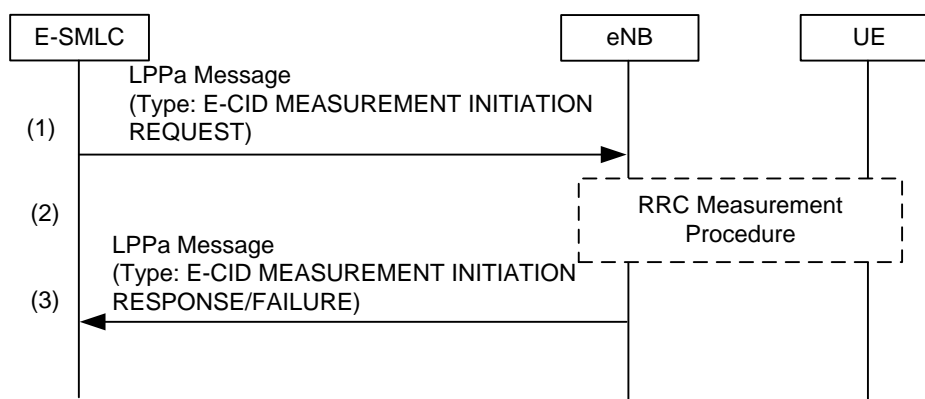 E-SMLC
eNB
UE
LPPa Message
(Type: E-CID MEASUREMENT INITIATION
REQUEST)
(1)
(2)
RRC Measurement
Procedure
LPPa Message
(Type: E-CID MEASUREMENT INITIATION
RESPONSE/FAILURE)
(3)